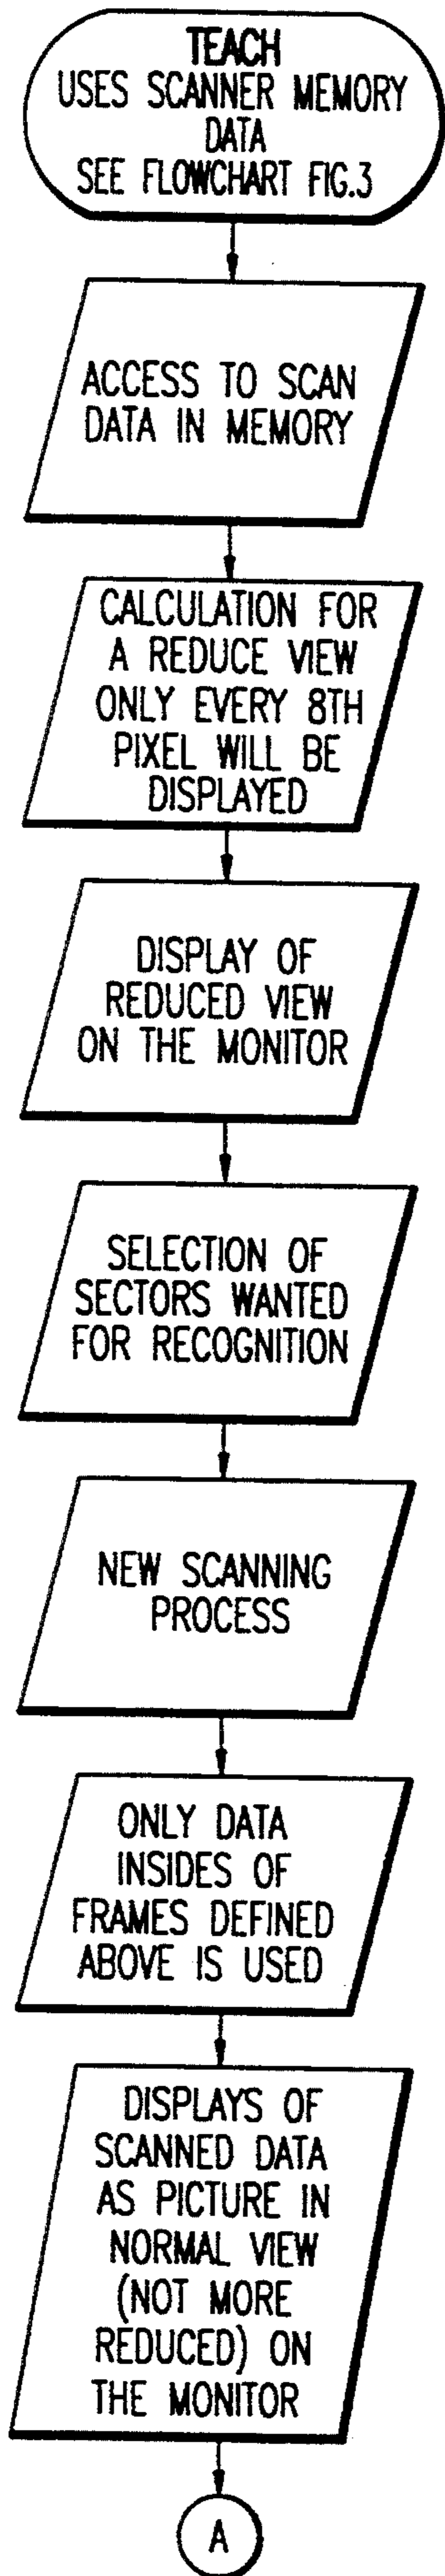 TEACH
USES SCANNER MEMORY
DATA
SEE FLOWCHART FIG.3
ACCESS TO SCAN
DATA IN MEMORY
CALCULATION FOR
A REDUCE VIEW
ONLY EVERY 8TH
PIXEL WILL BE
DISPLAYED
DISPLAY OF
REDUCED VIEW
ON THE MONITOR
SELECTION OF
SECTORS WANTED
FOR RECOGNITION
NEW SCANNING
PROCESS
ONLY DATA
INSIDES OF
FRAMES DEFINED
ABOVE IS USED
DISPLAYS OF
SCANNED DATA
AS PICTURE IN
NORMAL VIEW
(NOT MORE
REDUCED) ON
THE MONITOR
A